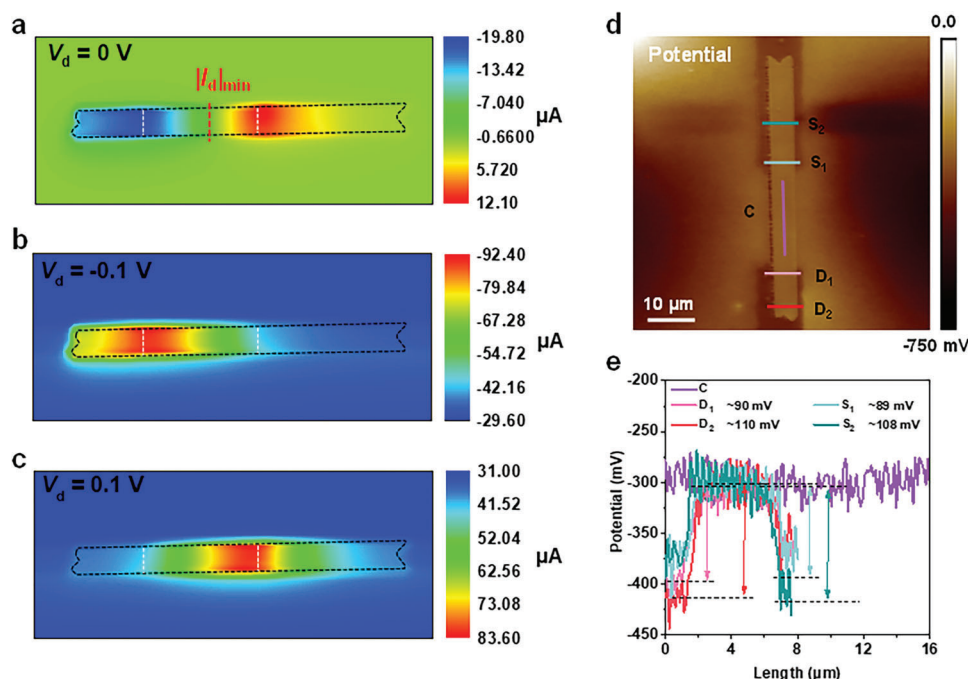 a
V_d = 0 V
|V_d|min
-19.80
-13.42
-7.040
-0.6600
5.720
12.10
µA
b
V_d = -0.1 V
-92.40
-79.84
-67.28
-54.72
-42.16
-29.60
µA
c
V_d = 0.1 V
31.00
41.52
52.04
62.56
73.08
83.60
µA
d
Potential
S₂
S₁
C
D₁
D₂
10 µm
0.0
-750 mV
e
C
D₁ ~90 mV
S₁ ~89 mV
D₂ ~110 mV
S₂ ~108 mV
Potential (mV)
-200
-250
-300
-350
-400
-450
0
4
8
12
16
Length (µm)